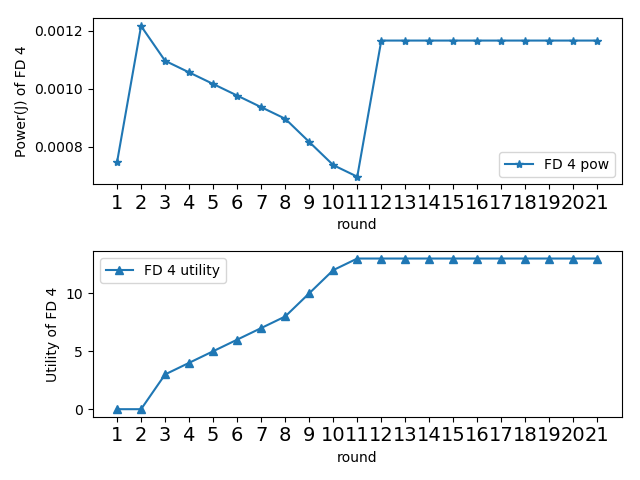 Power(J) of FD 4
0.0012
0.0010
0.0008
FD 4 pow
1 2 3 4 5 6 7 8 9 10 11 12 13 14 15 16 17 18 19 20 21
round
Utility of FD 4
FD 4 utility
10
5
0
1 2 3 4 5 6 7 8 9 10 11 12 13 14 15 16 17 18 19 20 21
round